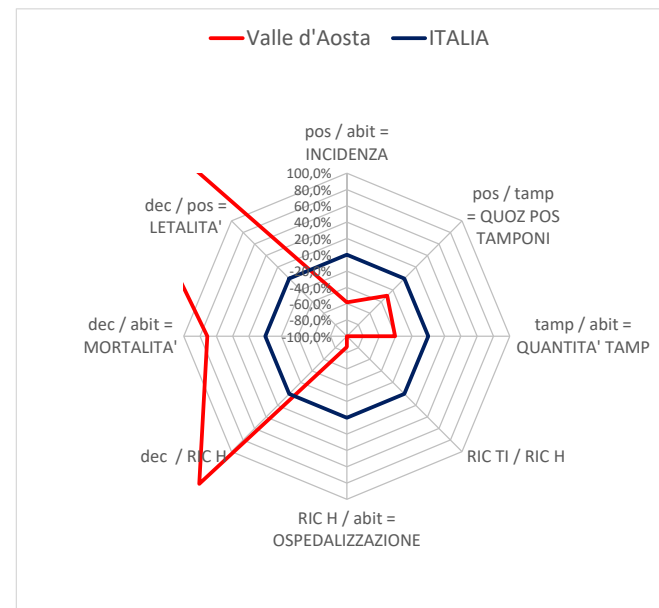 Valle d'Aosta ITALIA
pos / abit =
INCIDENZA
pos / tamp
= QUOZ POS
TAMPONI
tamp / abit =
QUANTITA' TAMP
RIC TI / RIC H
RIC H / abit =
OSPEDALIZZAZIONE
dec / RIC H
dec / abit =
MORTALITA'
dec / pos =
LETALITA'
100,0%
80,0%
60,0%
40,0%
20,0%
0,0%
-20,0%
-40,0%
-60,0%
-80,0%
-100,0%